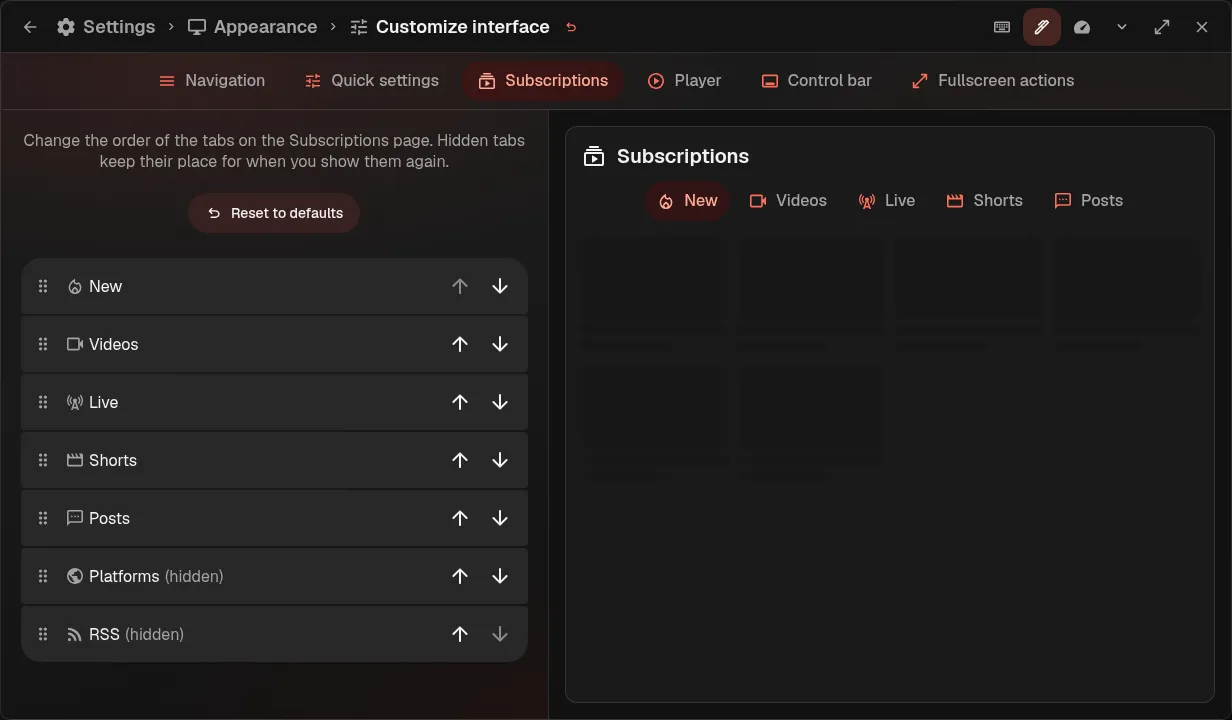 Settings > Appearance > Customize interface
Navigation Quick settings Subscriptions Player Control bar Fullscreen actions
Change the order of the tabs on the Subscriptions page. Hidden tabs
keep their place for when you show them again.
Reset to defaults
New
Videos
Live
Shorts
Posts
Platforms (hidden)
RSS (hidden)
Subscriptions
New Videos Live Shorts Posts